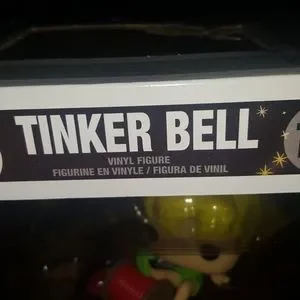 TINKER BELL
VINYL FIGURE
FIGURINE EN VINYLE / FIGURA DE VINIL